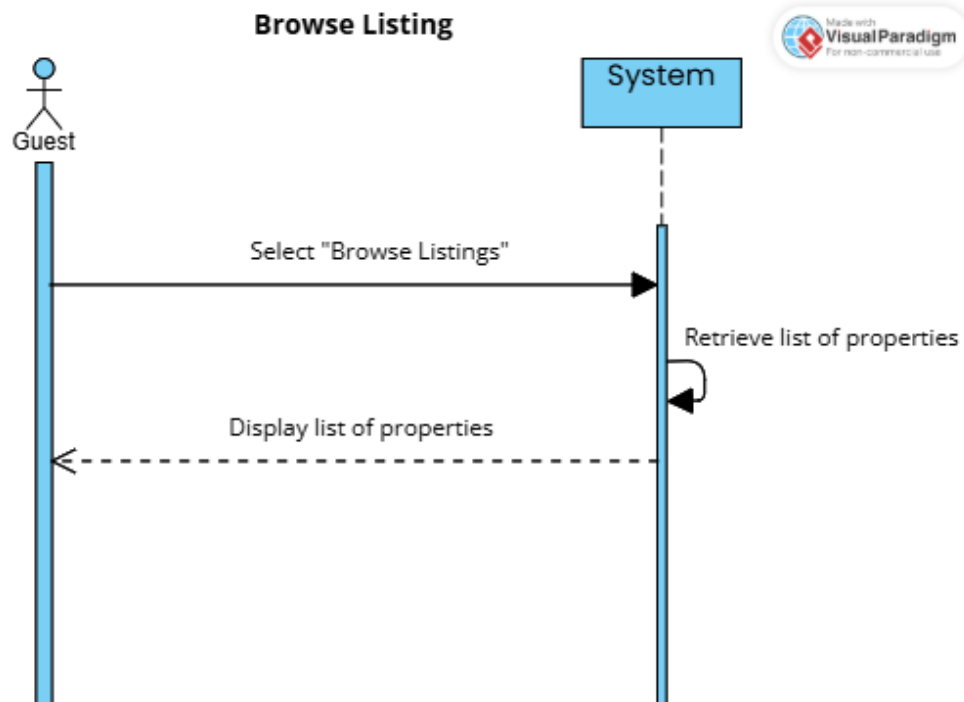 Browse Listing
Made with
Visual Paradigm
For non-commercial use
System
Guest
Select "Browse Listings"
Retrieve list of properties
Display list of properties